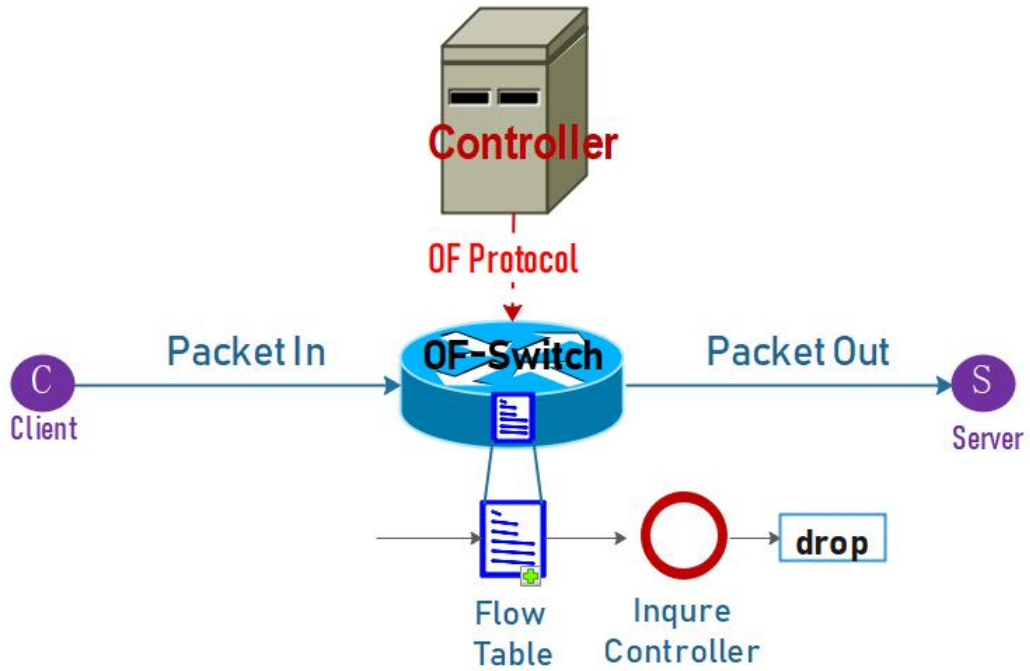 Controller
OF Protocol
Packet In
OF-Switch
Packet Out
C
S
Client
Server
drop
Flow
Table
Inqure
Controller